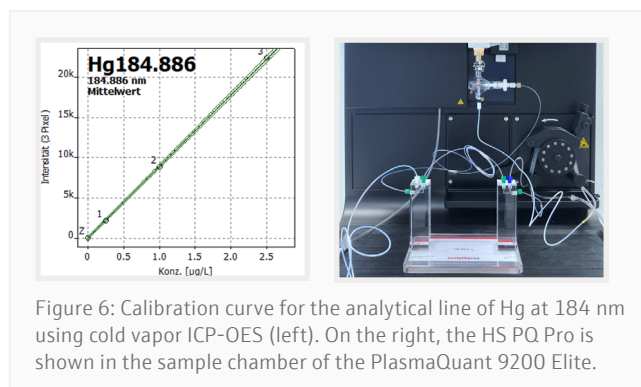 Hg184.886
184.886 nm
Mittelwert
Intensität (3 Pixel)
20k
15k
10k
5k
0
Z
1
2
3
0
0.5
1.0
1.5
2.0
2.5
Konz. [µg/L]
Figure 6: Calibration curve for the analytical line of Hg at 184 nm
using cold vapor ICP-OES (left). On the right, the HS PQ Pro is
shown in the sample chamber of the PlasmaQuant 9200 Elite.